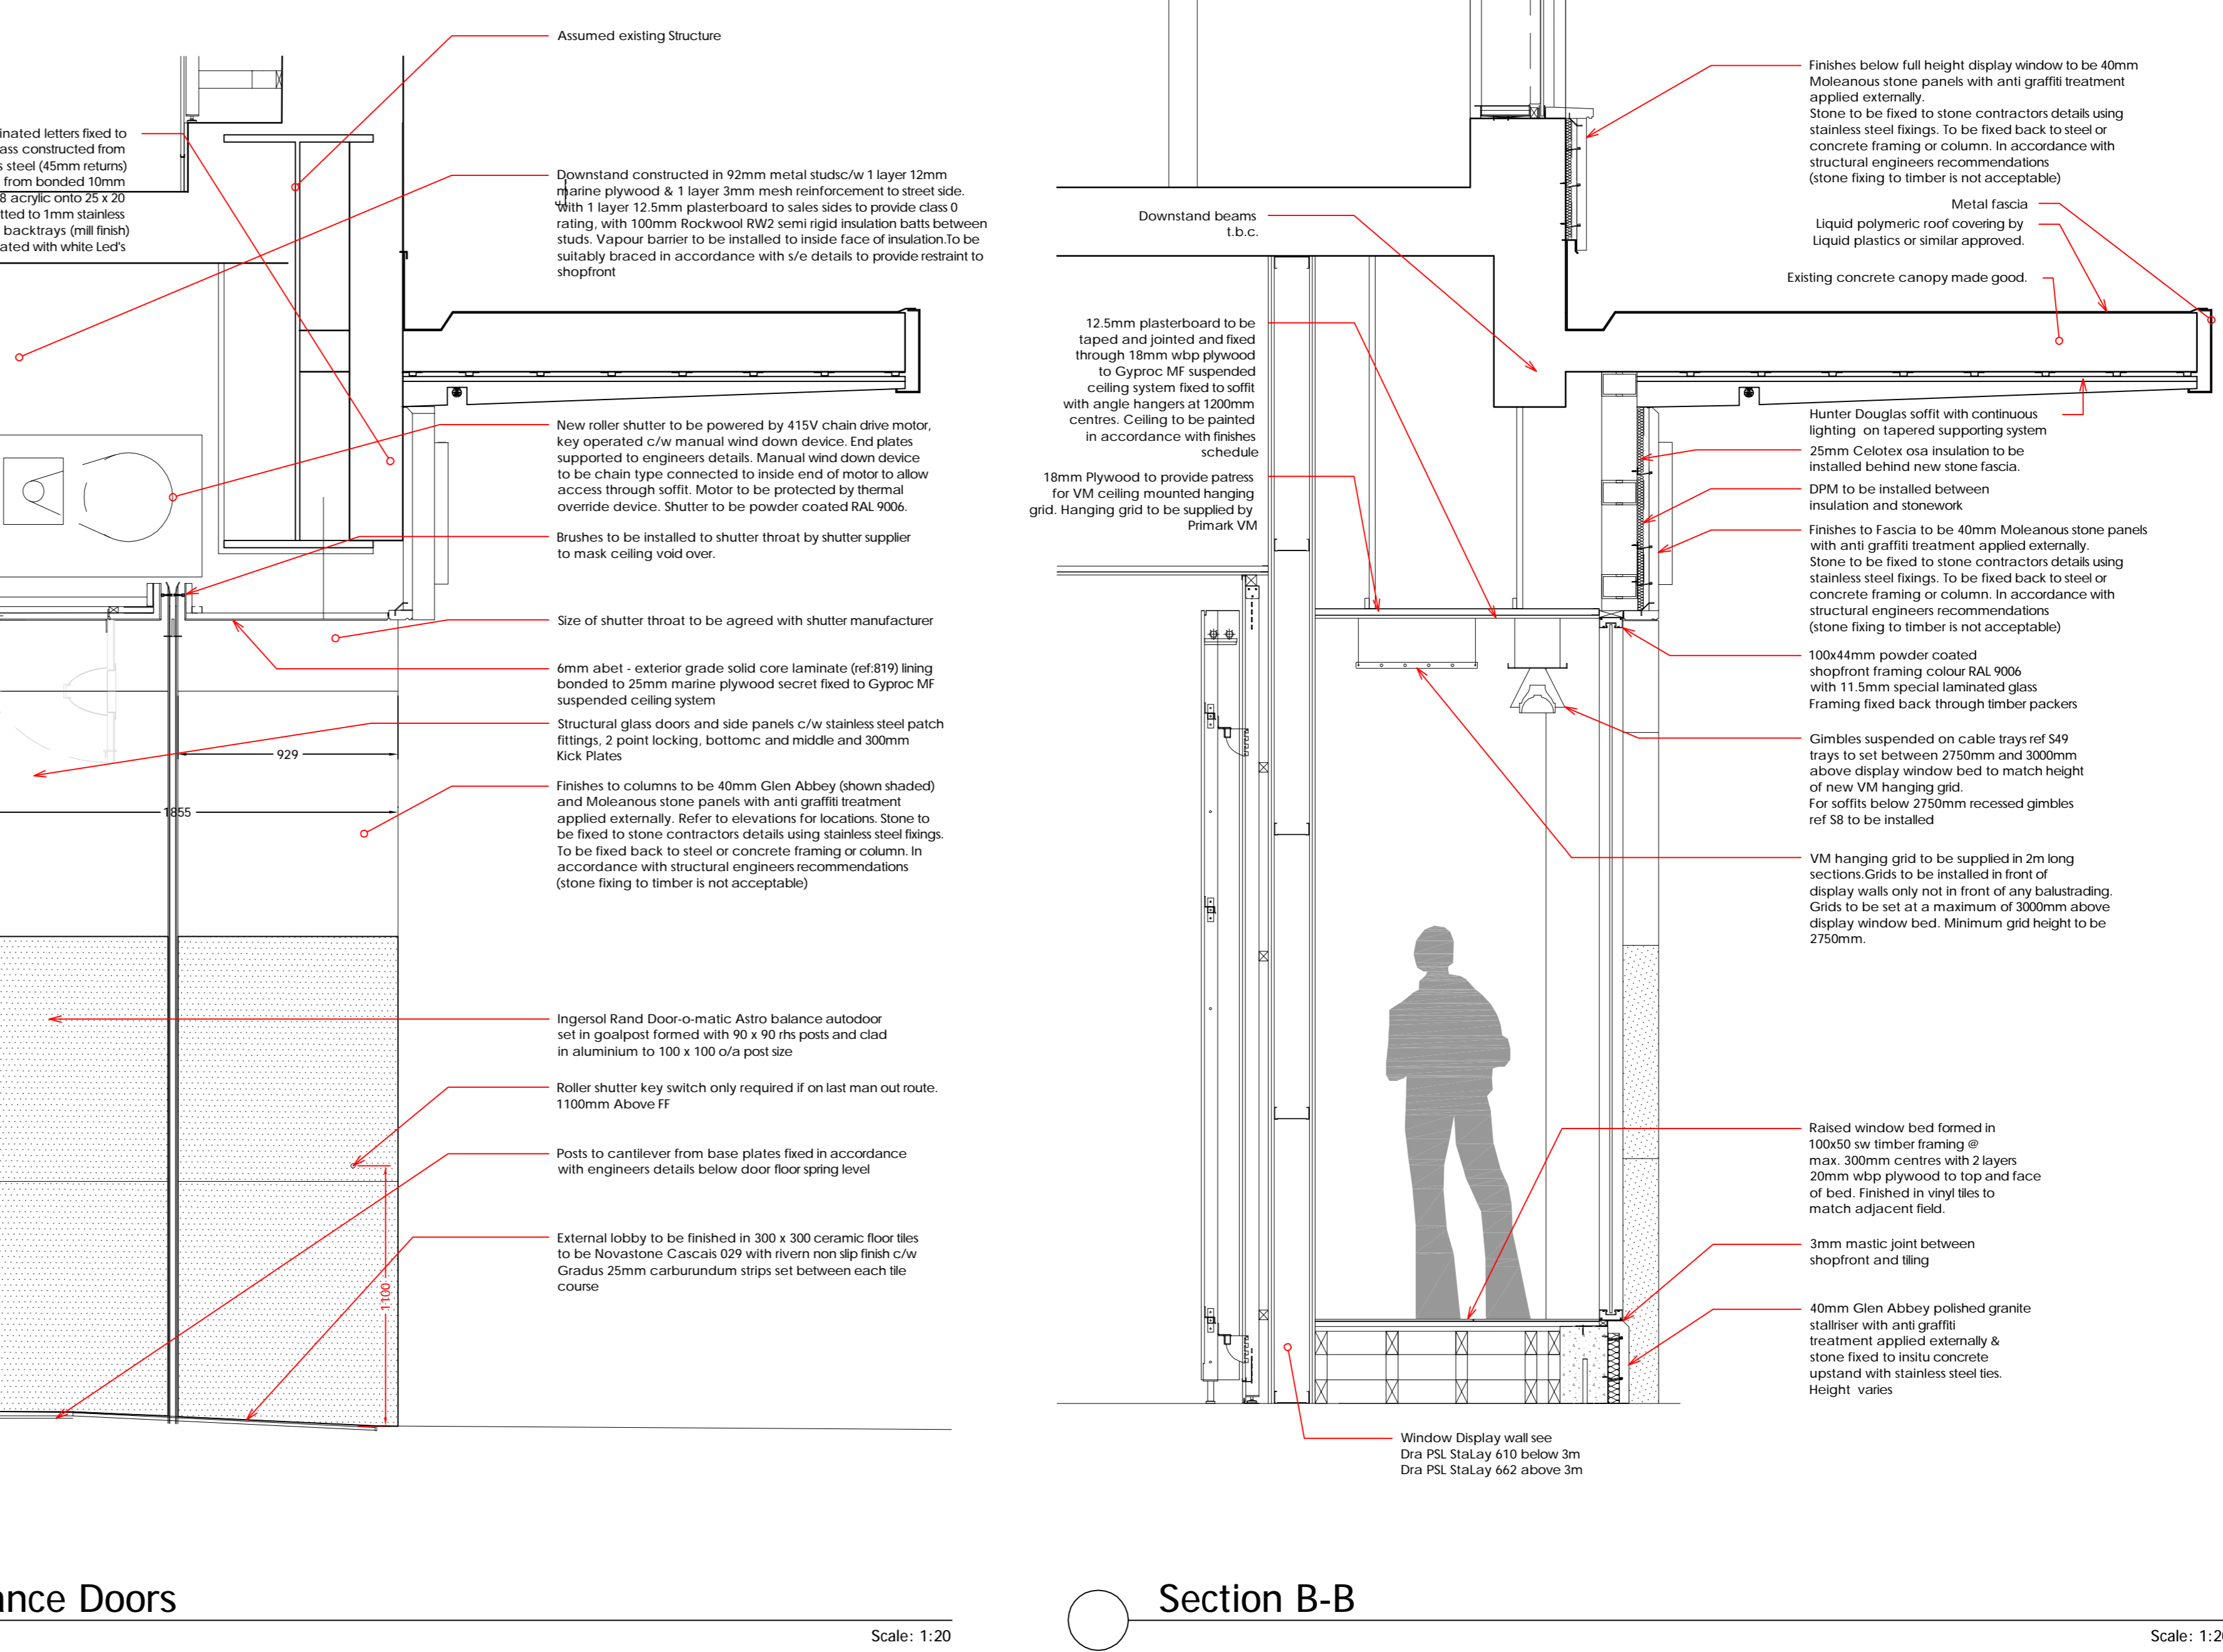 Assumed existing Structure
inated letters fixed to
ass constructed from
s steel (45mm returns)
from bonded 10mm
8 acrylic onto 25 x 20
tted to 1mm stainless
backtrays (mill finish)
ated with white Led's
Downstand constructed in 92mm metal studsc/w 1 layer 12mm
marine plywood & 1 layer 3mm mesh reinforcement to street side.
with 1 layer 12.5mm plasterboard to sales sides to provide class 0
rating, with 100mm Rockwool RW2 semi rigid insulation batts between
studs. Vapour barrier to be installed to inside face of insulation.To be
suitably braced in accordance with s/e details to provide restraint to
shopfront
New roller shutter to be powered by 415V chain drive motor,
key operated c/w manual wind down device. End plates
supported to engineers details. Manual wind down device
to be chain type connected to inside end of motor to allow
access through soffit. Motor to be protected by thermal
override device. Shutter to be powder coated RAL 9006.
Brushes to be installed to shutter throat by shutter supplier
to mask ceiling void over.
Size of shutter throat to be agreed with shutter manufacturer
6mm abet - exterior grade solid core laminate (ref:819) lining
bonded to 25mm marine plywood secret fixed to Gyproc MF
suspended ceiling system
Structural glass doors and side panels c/w stainless steel patch
fittings, 2 point locking, bottomc and middle and 300mm
Kick Plates
929
Finishes to columns to be 40mm Glen Abbey (shown shaded)
and Moleanous stone panels with anti graffiti treatment
applied externally. Refer to elevations for locations. Stone to
be fixed to stone contractors details using stainless steel fixings.
To be fixed back to steel or concrete framing or column. In
accordance with structural engineers recommendations
(stone fixing to timber is not acceptable)
1855
Ingersol Rand Door-o-matic Astro balance autodoor
set in goalpost formed with 90 x 90 rhs posts and clad
in aluminium to 100 x 100 o/a post size
Roller shutter key switch only required if on last man out route.
1100mm Above FF
Posts to cantilever from base plates fixed in accordance
with engineers details below door floor spring level
External lobby to be finished in 300 x 300 ceramic floor tiles
to be Novastone Cascais 029 with rivern non slip finish c/w
Gradus 25mm carburundum strips set between each tile
course
1100
ance Doors
Scale: 1:20
Finishes below full height display window to be 40mm
Moleanous stone panels with anti graffiti treatment
applied externally.
Stone to be fixed to stone contractors details using
stainless steel fixings. To be fixed back to steel or
concrete framing or column. In accordance with
structural engineers recommendations
(stone fixing to timber is not acceptable)
Metal fascia
Liquid polymeric roof covering by
Liquid plastics or similar approved.
Existing concrete canopy made good.
Downstand beams
t.b.c.
12.5mm plasterboard to be
taped and jointed and fixed
through 18mm wbp plywood
to Gyproc MF suspended
ceiling system fixed to soffit
with angle hangers at 1200mm
centres. Ceiling to be painted
in accordance with finishes
schedule
18mm Plywood to provide patress
for VM ceiling mounted hanging
grid. Hanging grid to be supplied by
Primark VM
Hunter Douglas soffit with continuous
lighting on tapered supporting system
25mm Celotex osa insulation to be
installed behind new stone fascia.
DPM to be installed between
insulation and stonework
Finishes to Fascia to be 40mm Moleanous stone panels
with anti graffiti treatment applied externally.
Stone to be fixed to stone contractors details using
stainless steel fixings. To be fixed back to steel or
concrete framing or column. In accordance with
structural engineers recommendations
(stone fixing to timber is not acceptable)
100x44mm powder coated
shopfront framing colour RAL 9006
with 11.5mm special laminated glass
Framing fixed back through timber packers
Gimbles suspended on cable trays ref S49
trays to set between 2750mm and 3000mm
above display window bed to match height
of new VM hanging grid.
For soffits below 2750mm recessed gimbles
ref S8 to be installed
VM hanging grid to be supplied in 2m long
sections.Grids to be installed in front of
display walls only not in front of any balustrading.
Grids to be set at a maximum of 3000mm above
display window bed. Minimum grid height to be
2750mm.
Raised window bed formed in
100x50 sw timber framing @
max. 300mm centres with 2 layers
20mm wbp plywood to top and face
of bed. Finished in vinyl tiles to
match adjacent field.
3mm mastic joint between
shopfront and tiling
40mm Glen Abbey polished granite
stallriser with anti graffiti
treatment applied externally &
stone fixed to insitu concrete
upstand with stainless steel ties.
Height varies
Window Display wall see
Dra PSL StaLay 610 below 3m
Dra PSL StaLay 662 above 3m
Section B-B
Scale: 1:20